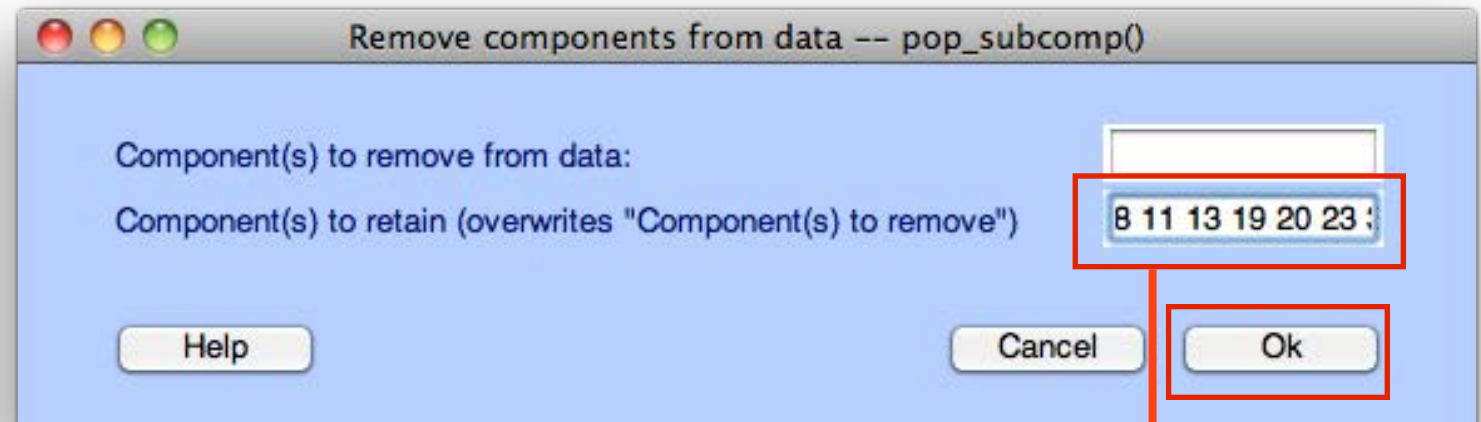 Remove components from data -- pop_subcomp()
Component(s) to remove from data:
Component(s) to retain (overwrites "Component(s) to remove") 8 11 13 19 20 23
Help Cancel Ok